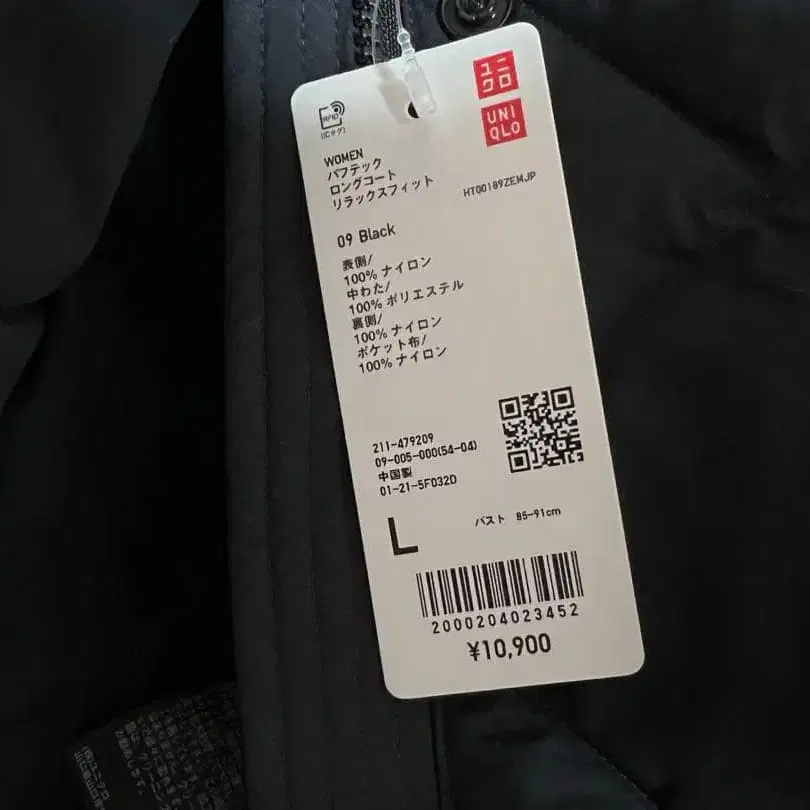 ユニ
クロ
UNI
QLO
RFID
(ICタグ)
WOMEN
パフテック
ロングコート
リラックスフィット
HT00189ZEMJP
09 Black
表側/
100% ナイロン
中わた/
100% ポリエステル
裏側/
100% ナイロン
ポケット布/
100% ナイロン
211-479209
09-005-000(54-04)
中国製
01-21-5F032D
L
バスト 85-91cm
2000204023452
¥10,900